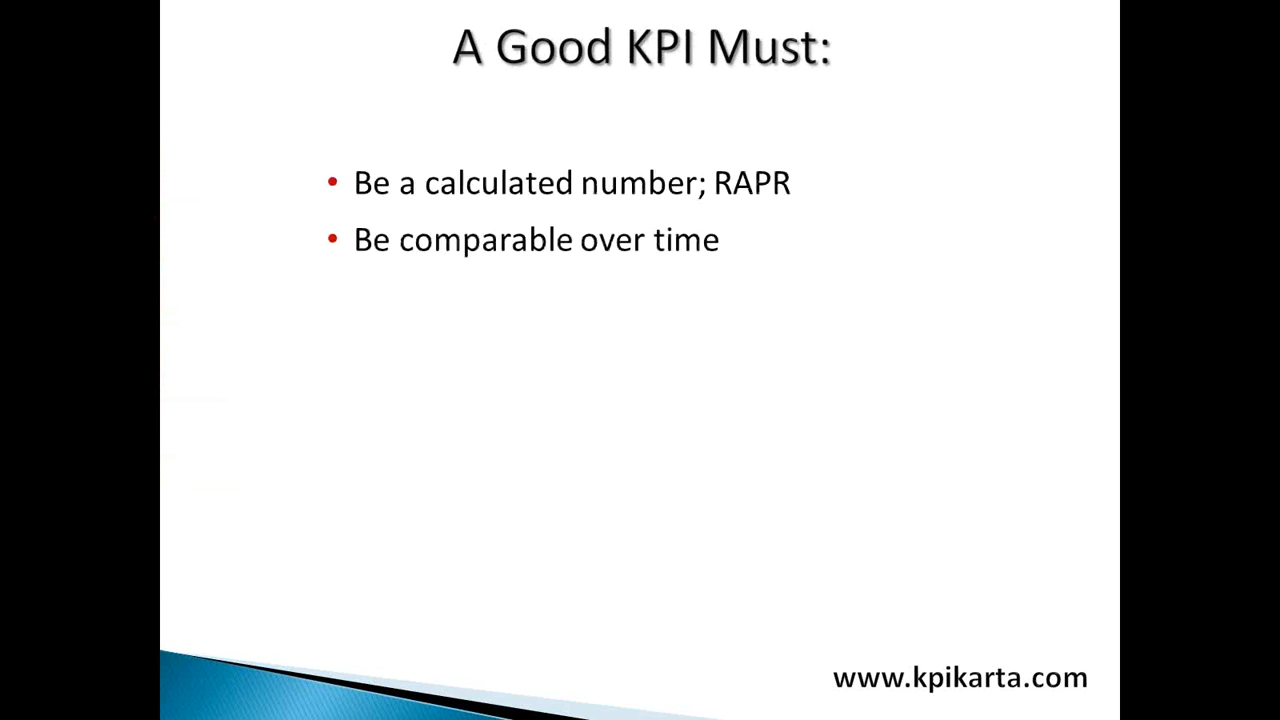 A Good KPI Must:
• Be a calculated number; RAPR
• Be comparable over time
www.kpikarta.com